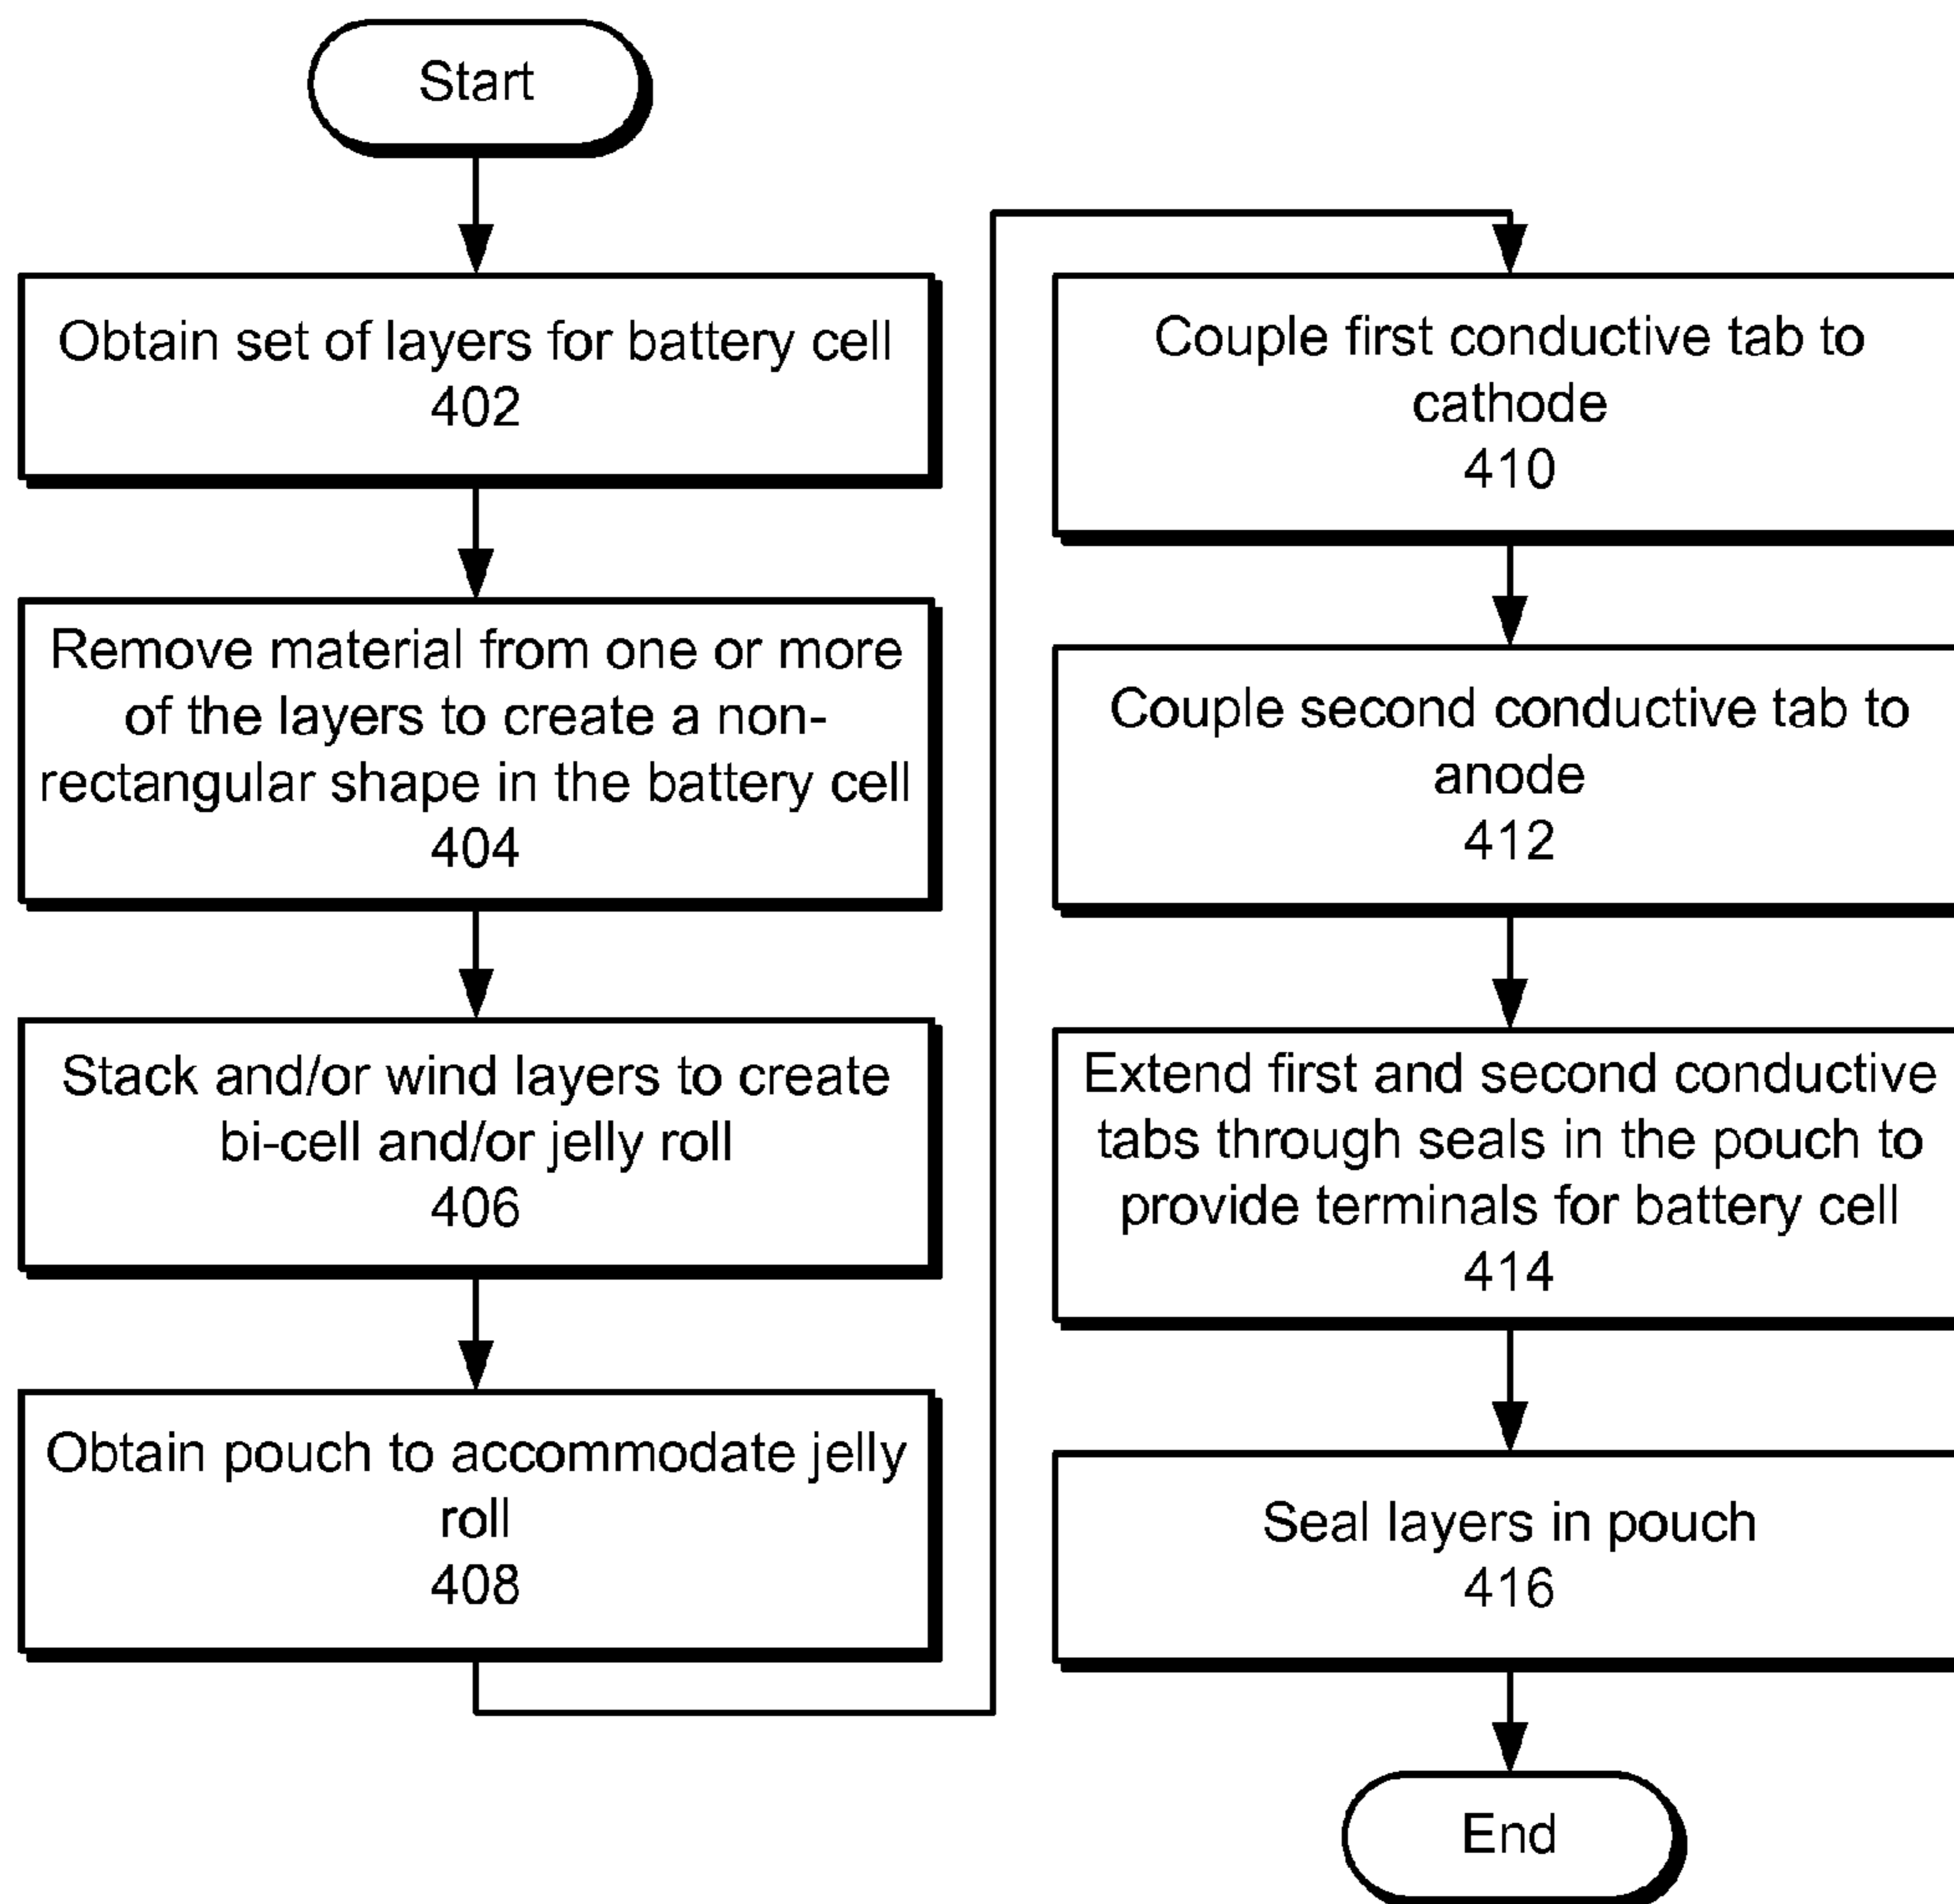 Start
Obtain set of layers for battery cell
402
Remove material from one or more
of the layers to create a non-
rectangular shape in the battery cell
404
Stack and/or wind layers to create
bi-cell and/or jelly roll
406
Obtain pouch to accommodate jelly
roll
408
Couple first conductive tab to
cathode
410
Couple second conductive tab to
anode
412
Extend first and second conductive
tabs through seals in the pouch to
provide terminals for battery cell
414
Seal layers in pouch
416
End